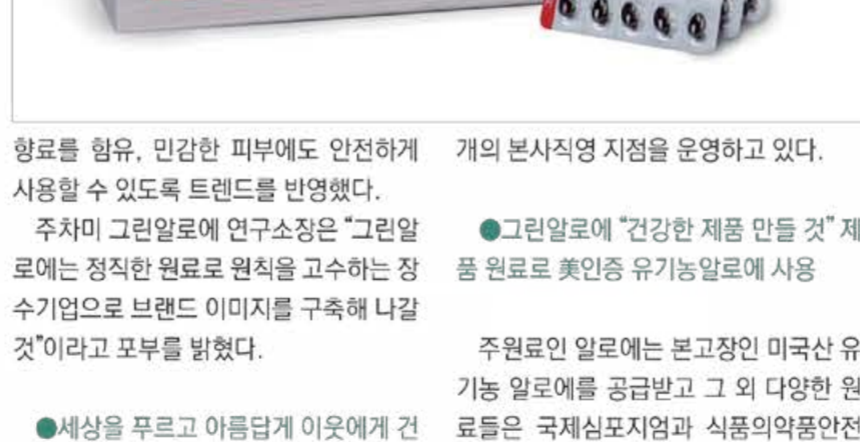 향료를 함유, 민감한 피부에도 안전하게
사용할 수 있도록 트렌드를 반영했다.
주차미 그린알로에 연구소장은 “그린알
로에는 정직한 원료로 원칙을 고수하는 장
수기업으로 브랜드 이미지를 구축해 나갈
것”이라고 포부를 밝혔다.
●세상을 푸르고 아름답게 이웃에게 건
개의 본사직영 지점을 운영하고 있다.
●그린알로에 “건강한 제품 만들 것” 제
품 원료로 美인증 유기농알로에 사용
주원료인 알로에는 본고장인 미국산 유
기농 알로에를 공급받고 그 외 다양한 원
료들은 국제심포지엄과 식품의약품안전